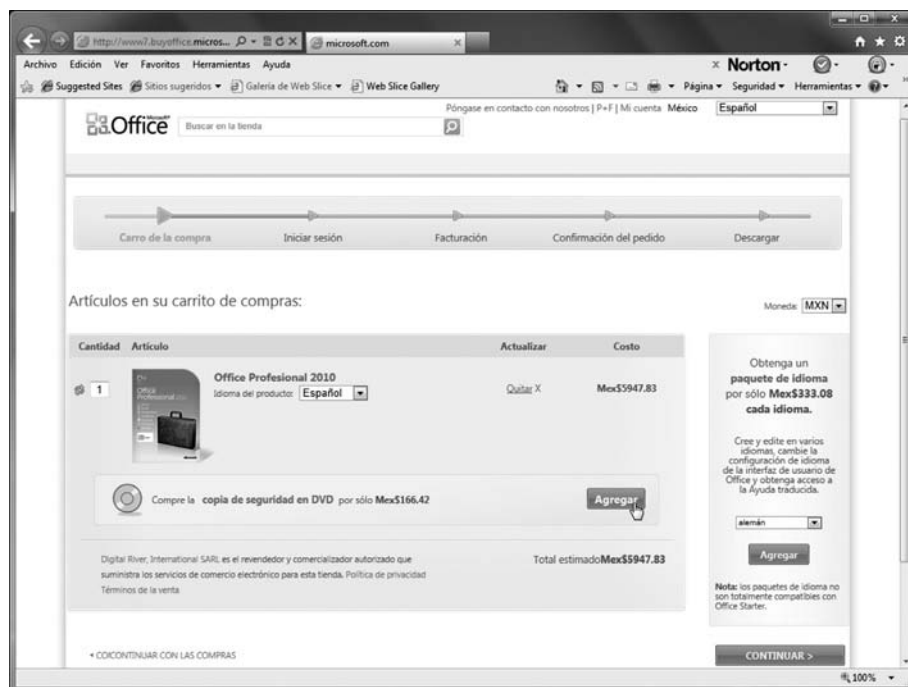 http://www7.buyoffice.micros...
microsoft.com
Archivo Edición Ver Favoritos Herramientas Ayuda
Norton
Suggested Sites Sitios sugeridos Galería de Web Slice Web Slice Gallery
Página Seguridad Herramientas
Póngase en contacto con nosotros | P+F | Mi cuenta México Español
Microsoft
Office
Buscar en la tienda
Carro de la compra Iniciar sesión Facturación Confirmación del pedido Descargar
Artículos en su carrito de compras:
Moneda: MXN
Cantidad Artículo Actualizar Costo
1
Office Profesional 2010
Idioma del producto: Español
Quitar X
Mex$5947.83
Compre la copia de seguridad en DVD por sólo Mex$166.42
Agregar
Digital River, International SARL es el revendedor y comercializador autorizado que
suministra los servicios de comercio electrónico para esta tienda. Política de privacidad
Términos de la venta
Total estimadoMex$5947.83
Obtenga un
paquete de idioma
por sólo Mex$333.08
cada idioma.
Cree y edite en varios
idiomas, cambie la
configuración de idioma
de la interfaz de usuario de
Office y obtenga acceso a
la Ayuda traducida.
alemán
Agregar
Nota: los paquetes de idioma no
son totalmente compatibles con
Office Starter.
COICONTINUAR CON LAS COMPRAS
CONTINUAR >
100%